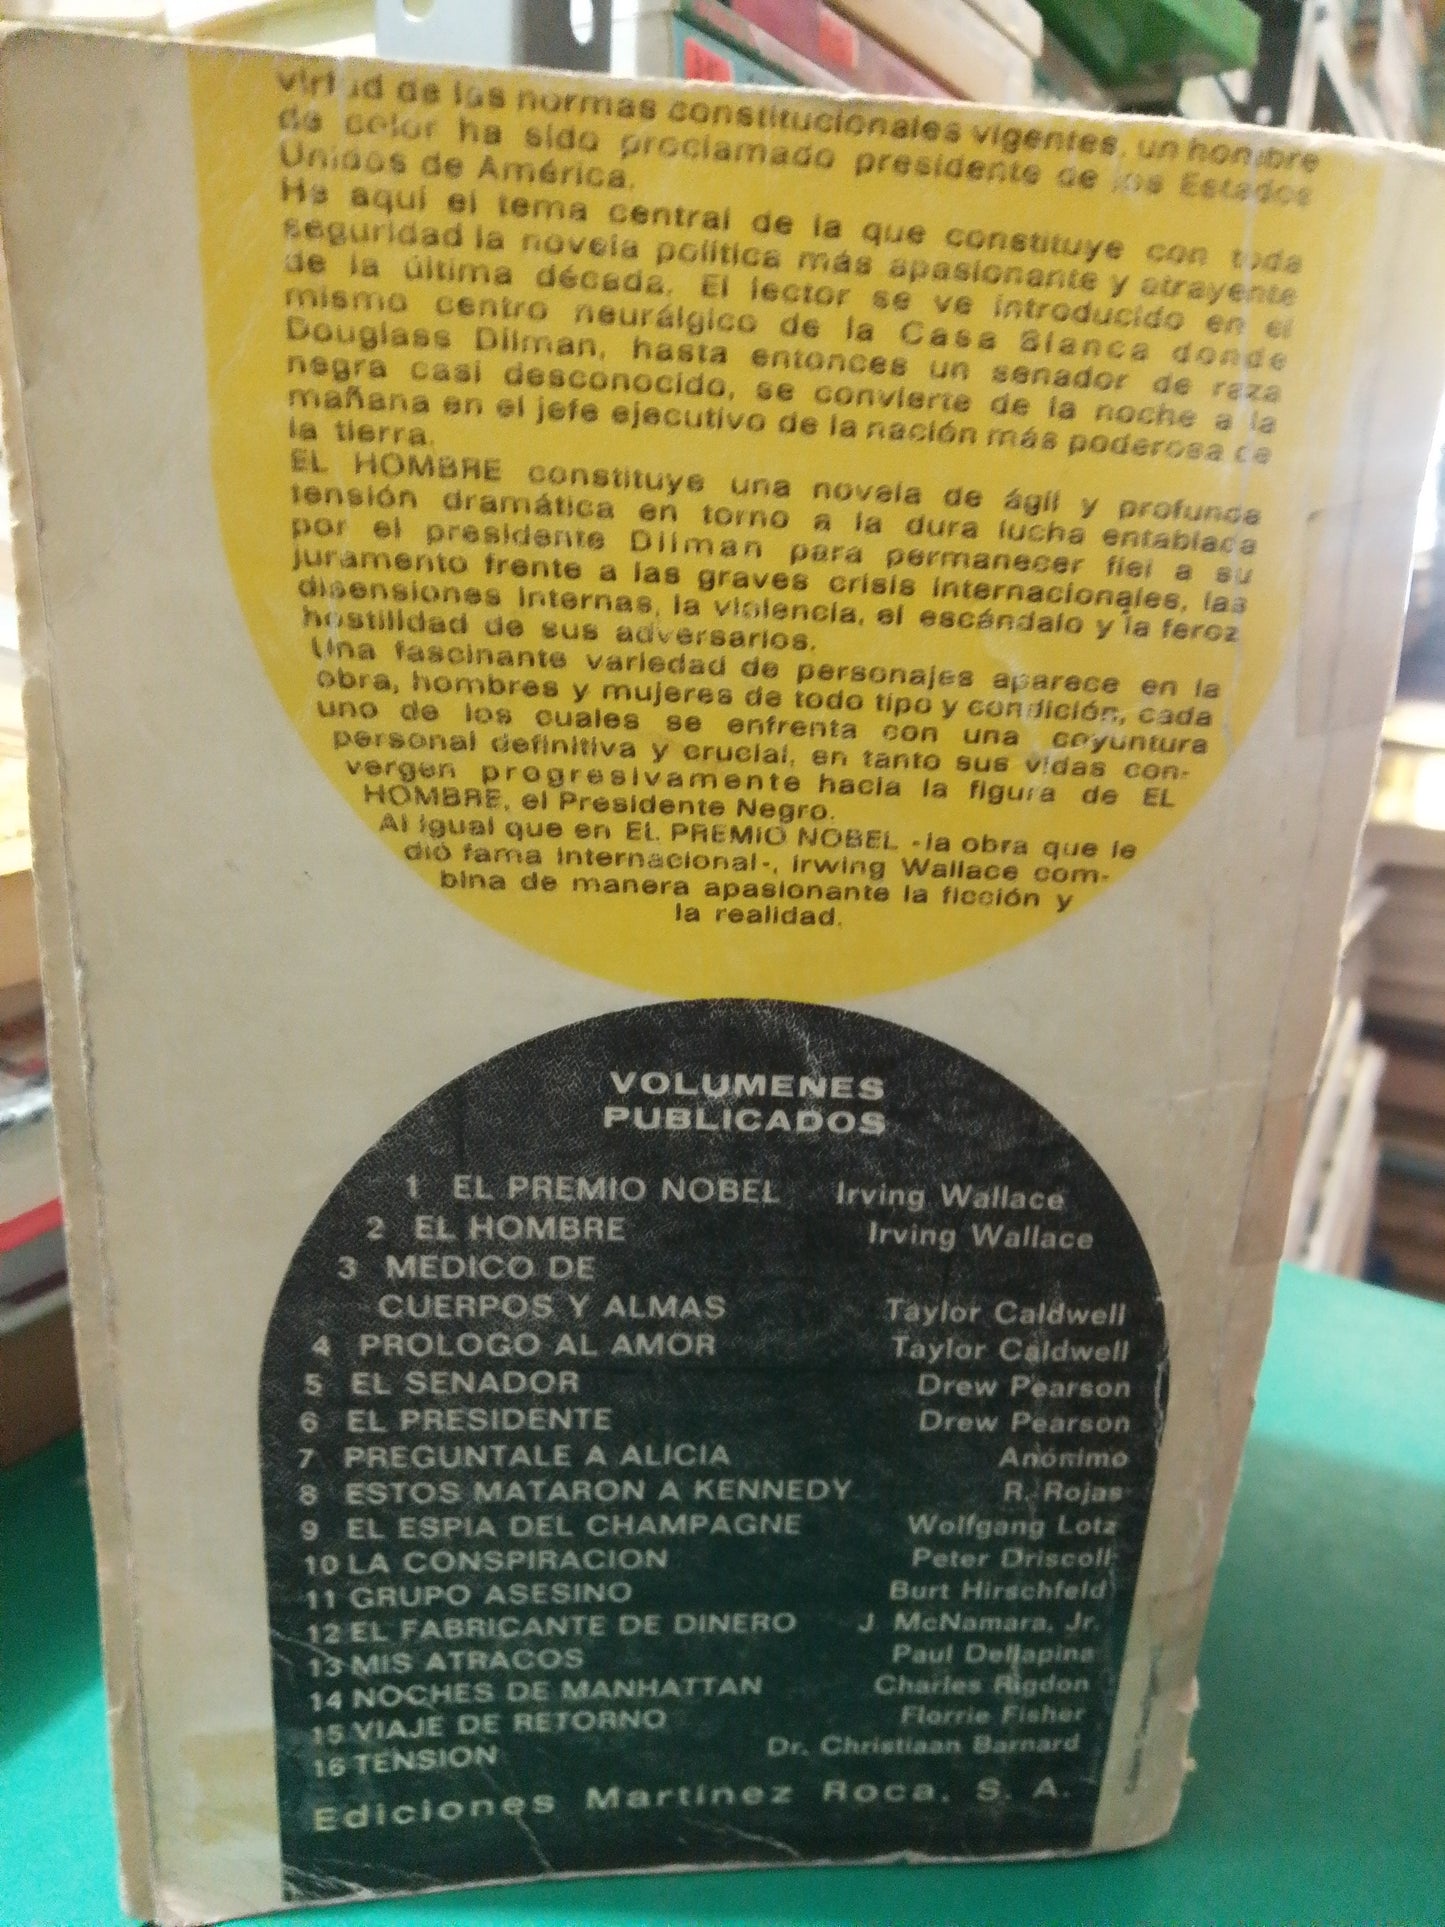 virtud de las normas constitucionales vigentes, un hombre
de color ha sido proclamado presidente de los Estados
Unidos de América.
He aquí el tema central de la que constituye con toda
seguridad la novela política más apasionante y atrayente
de la última década. El lector se ve introducido en el
mismo centro neurálgico de la Casa Blanca donde
Douglass Dilman, hasta entonces un senador de raza
negra casi desconocido, se convierte de la noche a la
mañana en el jefe ejecutivo de la nación más poderosa de
la tierra.
EL HOMBRE constituye una novela de ágil y profunda
tensión dramática en torno a la dura lucha entablada
por el presidente Dilman para permanecer fiel a su
juramento frente a las graves crisis internacionales, las
disensiones internas, la violencia, el escándalo y la feroz
hostilidad de sus adversarios.
Una fascinante variedad de personajes aparece en la
obra, hombres y mujeres de todo tipo y condición, cada
uno de los cuales se enfrenta con una coyuntura
personal definitiva y crucial, en tanto sus vidas con-
vergen progresivamente hacia la figura de EL
HOMBRE, el Presidente Negro.
Al igual que en EL PREMIO NOBEL -la obra que le
dió fama internacional-, Irwing Wallace com-
bina de manera apasionante la ficción y
la realidad.
VOLUMENES
PUBLICADOS
1 EL PREMIO NOBEL Irving Wallace
2 EL HOMBRE Irving Wallace
3 MEDICO DE
CUERPOS Y ALMAS Taylor Caldwell
4 PROLOGO AL AMOR Taylor Caldwell
5 EL SENADOR Drew Pearson
6 EL PRESIDENTE Drew Pearson
7 PREGUNTALE A ALICIA Anónimo
8 ESTOS MATARON A KENNEDY R. Rojas
9 EL ESPIA DEL CHAMPAGNE Wolfgang Lotz
10 LA CONSPIRACION Peter Driscoll
11 GRUPO ASESINO Burt Hirschfeld
12 EL FABRICANTE DE DINERO J. McNamara, Jr.
13 MIS ATRACOS Paul Dellapina
14 NOCHES DE MANHATTAN Charles Rigdon
15 VIAJE DE RETORNO Florrie Fisher
16 TENSION Dr. Christiaan Barnard
Ediciones Martínez Roca, S. A.